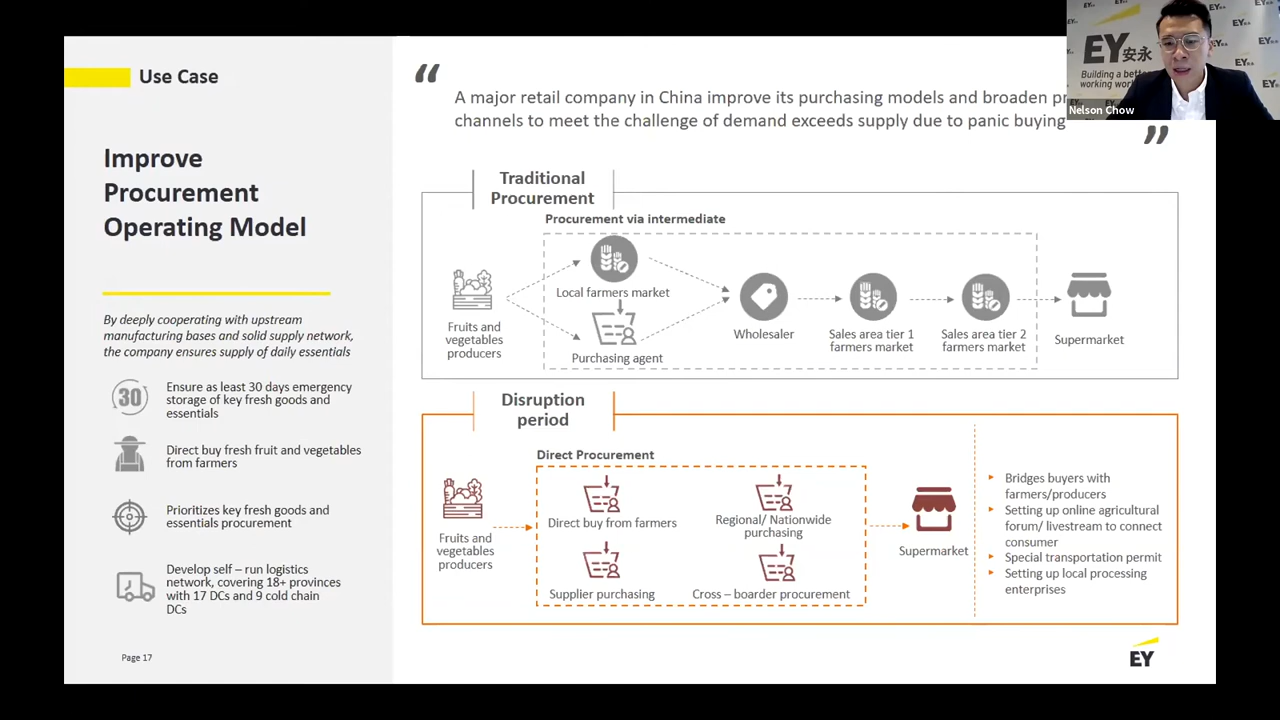 Use Case
Improve
Procurement
Operating Model
By deeply cooperating with upstream
manufacturing bases and solid supply network,
the company ensures supply of daily essentials
30
Ensure as least 30 days emergency
storage of key fresh goods and
essentials
Direct buy fresh fruit and vegetables
from farmers
Prioritizes key fresh goods and
essentials procurement
Develop self – run logistics
network, covering 18+ provinces
with 17 DCs and 9 cold chain
DCs
Page 17
“
A major retail company in China improve its purchasing models and broaden
channels to meet the challenge of demand exceeds supply due to panic buying
”
Traditional
Procurement
Procurement via intermediate
Fruits and
vegetables
producers
Local farmers market
Purchasing agent
Wholesaler
Sales area tier 1
farmers market
Sales area tier 2
farmers market
Supermarket
Disruption
period
Direct Procurement
Fruits and
vegetables
producers
Direct buy from farmers
Regional/ Nationwide
purchasing
Supplier purchasing
Cross – boarder procurement
Supermarket
Bridges buyers with
farmers/producers
Setting up online agricultural
forum/ livestream to connect
consumer
Special transportation permit
Setting up local processing
enterprises
EY
EY安永
Building a
working
Nelson Chow